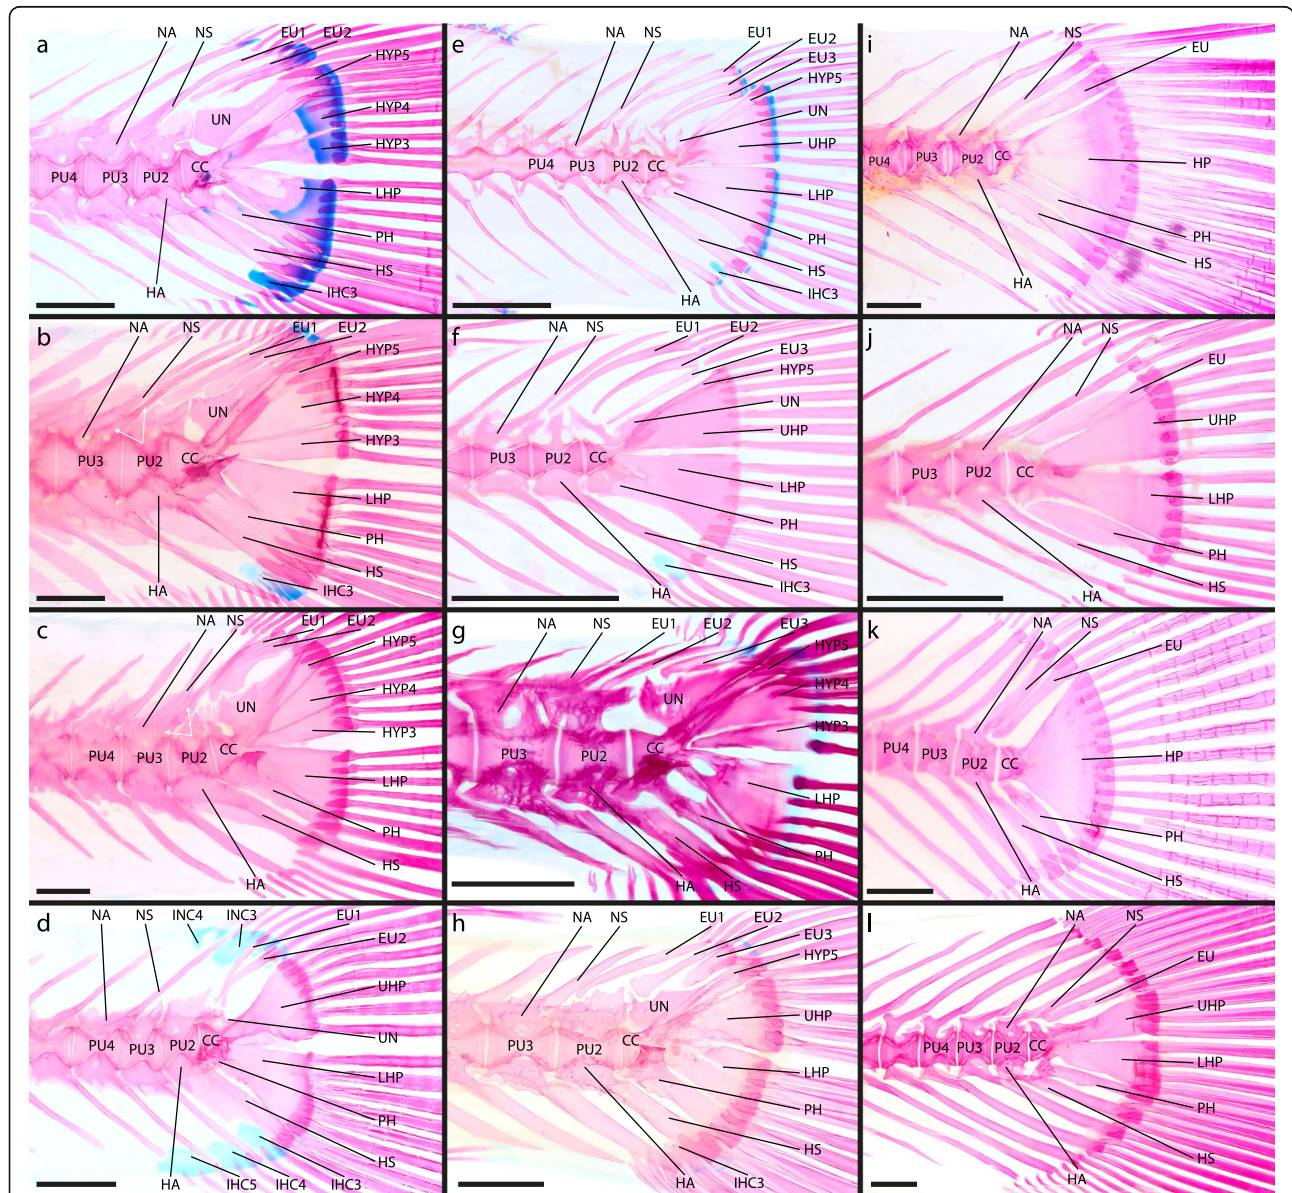 a
NA NS EU1 EU2
HYP5
HYP4
UN
HYP3
CC
PU4 PU3 PU2
LHP
PH
HS
HA
IHC3
b
NA NS EU1 EU2
HYP5
HYP4
UN
HYP3
PU3 PU2 CC
LHP
PH
HS
HA
IHC3
c
NA NS EU1 EU2
HYP5
HYP4
UN
HYP3
PU4 PU3 PU2 CC
LHP
PH
HS
HA
d
NA NS INC4 INC3 EU1
EU2
UHP
UN
PU4 PU3 PU2 CC
LHP
PH
HS
HA IHC5 IHC4 IHC3
e
NA NS EU1
EU2
EU3
HYP5
UN
UHP
PU4 PU3 PU2 CC
LHP
PH
HS
HA
IHC3
f
NA NS EU1 EU2
EU3
HYP5
UN
UHP
PU3 PU2 CC
LHP
PH
HS
HA
IHC3
g
NA NS EU1 EU2 EU3
HYP5
HYP4
UN
HYP3
PU3 PU2 CC
LHP
PH
HA HS
h
NA NS EU1 EU2
EU3
HYP5
UN
UHP
PU3 PU2 CC
LHP
PH
HS
HA IHC3
i
NA NS
EU
PU4 PU3 PU2 CC
HP
PH
HS
HA
j
NA NS
EU
UHP
PU3 PU2 CC
LHP
PH
HS
HA
k
NA NS
EU
PU4 PU3 PU2 CC
HP
PH
HS
HA
l
NA NS
EU
UHP
PU4 PU3 PU2 CC
LHP
PH
HS
HA